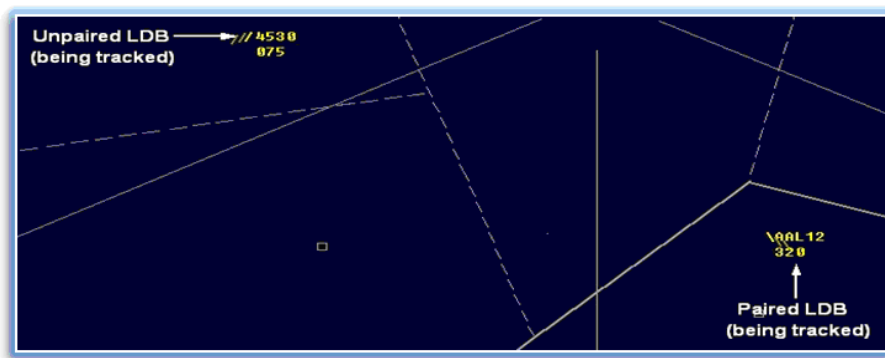 Unpaired LDB
(being tracked)
4530
075
AAL12
320
Paired LDB
(being tracked)